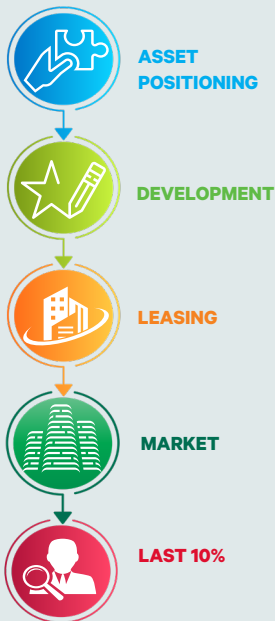 ASSET
POSITIONING
DEVELOPMENT
LEASING
MARKET
LAST 10%